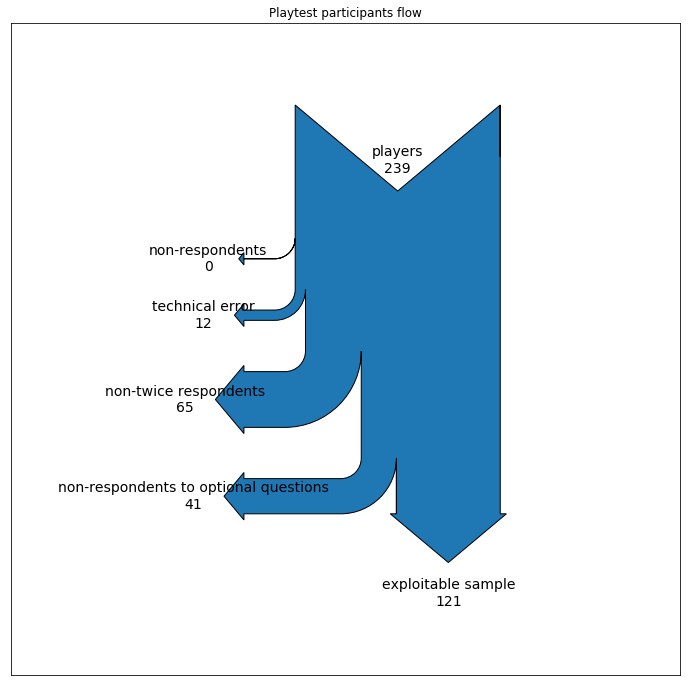 Playtest participants flow
players
239
non-respondents
0
technical error
12
non-twice respondents
65
non-respondents to optional questions
41
exploitable sample
121